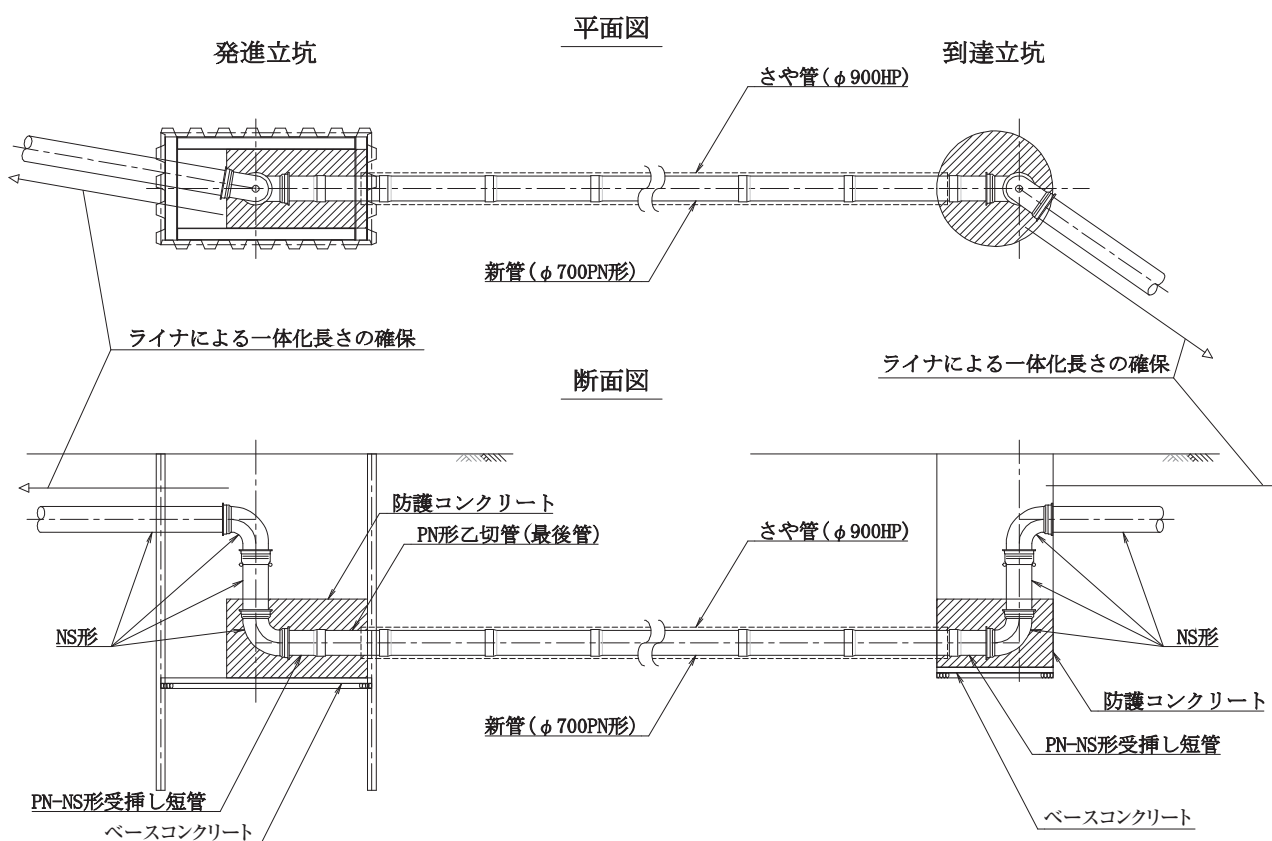 平面図
発進立坑
到達立坑
さや管(φ900HP)
新管(φ700PN形)
ライナによる一体化長さの確保
ライナによる一体化長さの確保
断面図
防護コンクリート
PN形乙切管(最後管)
さや管(φ900HP)
NS形
NS形
新管(φ700PN形)
防護コンクリート
PN-NS形受挿し短管
PN-NS形受挿し短管
ベースコンクリート
ベースコンクリート